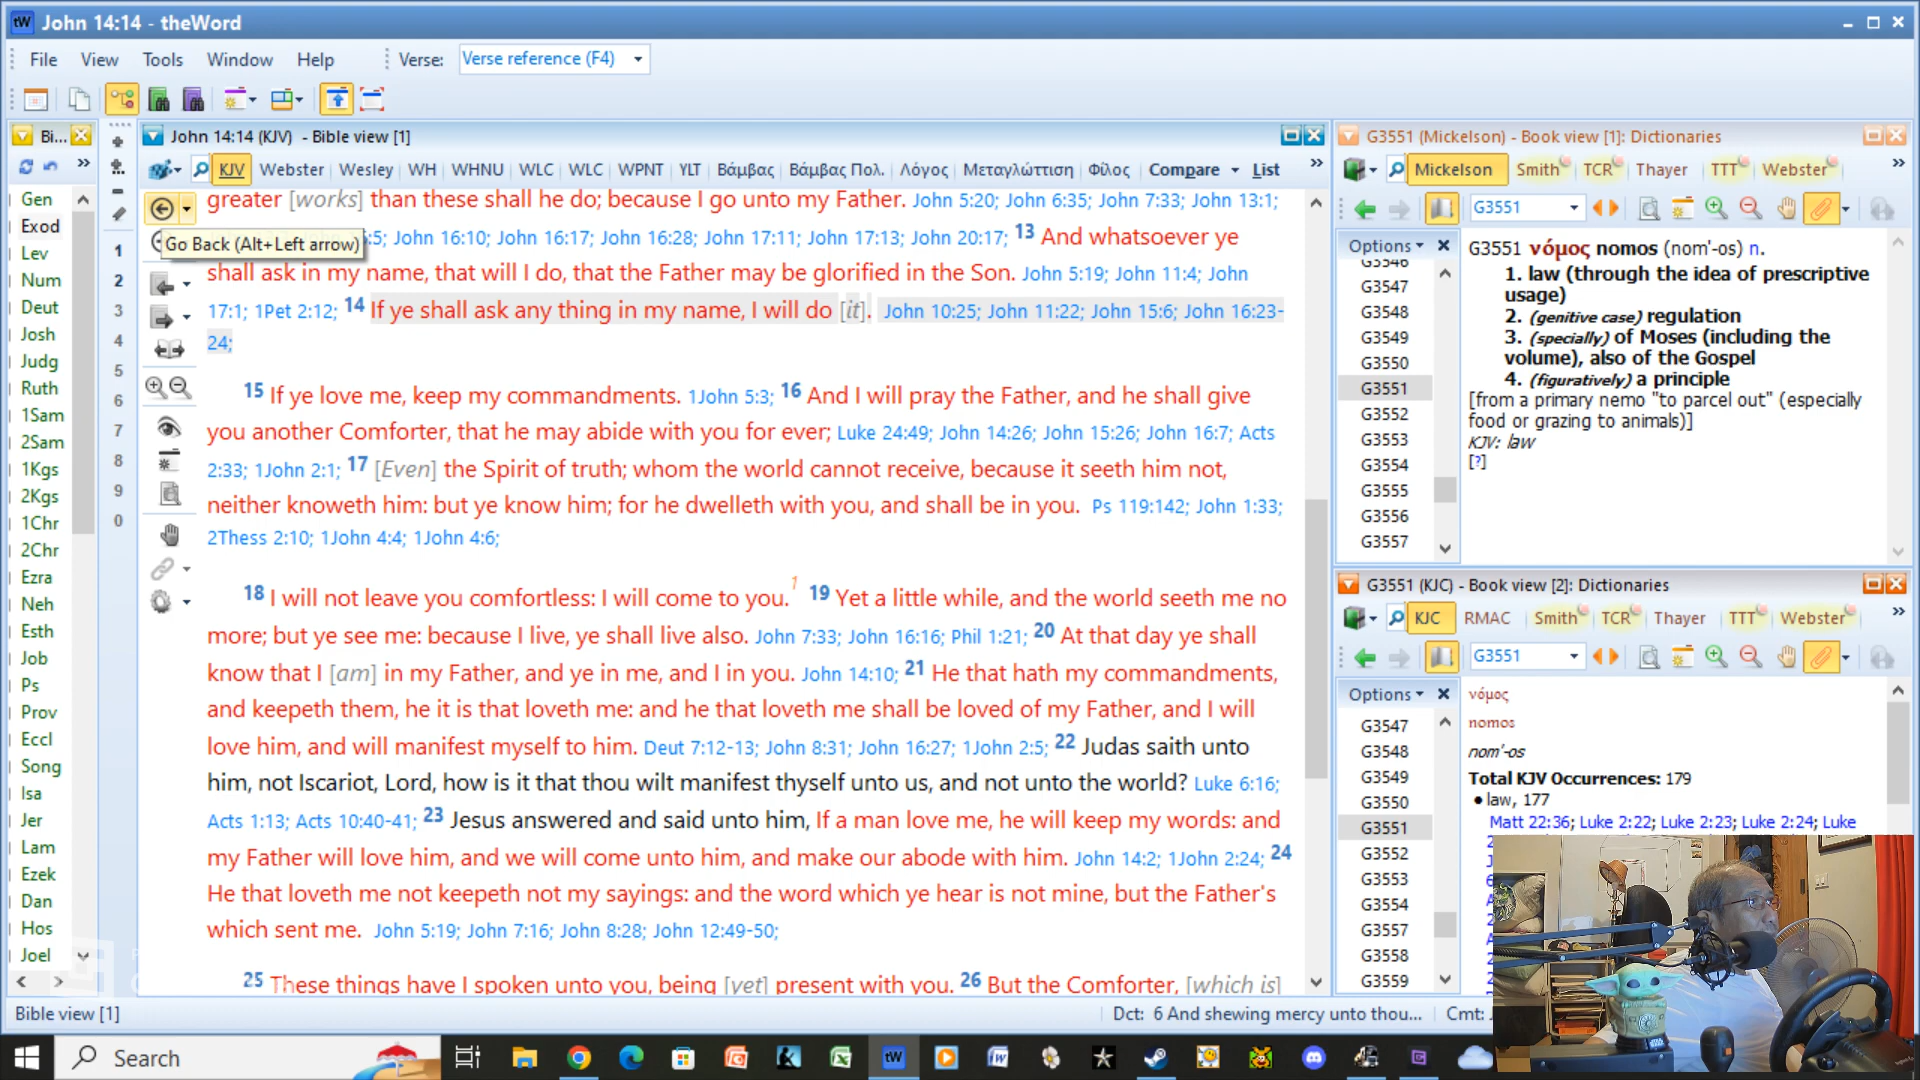 John 14:14 - theWord
File View Tools Window Help Verse: Verse reference (F4)
Bi...
Gen
Exod
Lev
Num
Deut
Josh
Judg
Ruth
1Sam
2Sam
1Kgs
2Kgs
1Chr
2Chr
Ezra
Neh
Esth
Job
Ps
Prov
Eccl
Song
Isa
Jer
Lam
Ezek
Dan
Hos
Joel
1
2
3
4
5
6
7
8
9
0
John 14:14 (KJV) - Bible view [1]
KJV Webster Wesley WH WHNU WLC WLC WPNT YLT Βάμβας Βάμβας Πολ. Λόγος Μεταγλώττιση Φίλος Compare List
greater [works] than these shall he do; because I go unto my Father. John 5:20; John 6:35; John 7:33; John 13:1;
Go Back (Alt+Left arrow)
:5; John 16:10; John 16:17; John 16:28; John 17:11; John 17:13; John 20:17; 13 And whatsoever ye
shall ask in my name, that will I do, that the Father may be glorified in the Son. John 5:19; John 11:4; John
17:1; 1Pet 2:12; 14 If ye shall ask any thing in my name, I will do [it]. John 10:25; John 11:22; John 15:6; John 16:23-
24;
15 If ye love me, keep my commandments. 1John 5:3; 16 And I will pray the Father, and he shall give
you another Comforter, that he may abide with you for ever; Luke 24:49; John 14:26; John 15:26; John 16:7; Acts
2:33; 1John 2:1; 17 [Even] the Spirit of truth; whom the world cannot receive, because it seeth him not,
neither knoweth him: but ye know him; for he dwelleth with you, and shall be in you. Ps 119:142; John 1:33;
2Thess 2:10; 1John 4:4; 1John 4:6;
18 I will not leave you comfortless: I will come to you. 1 19 Yet a little while, and the world seeth me no
more; but ye see me: because I live, ye shall live also. John 7:33; John 16:16; Phil 1:21; 20 At that day ye shall
know that I [am] in my Father, and ye in me, and I in you. John 14:10; 21 He that hath my commandments,
and keepeth them, he it is that loveth me: and he that loveth me shall be loved of my Father, and I will
love him, and will manifest myself to him. Deut 7:12-13; John 8:31; John 16:27; 1John 2:5; 22 Judas saith unto
him, not Iscariot, Lord, how is it that thou wilt manifest thyself unto us, and not unto the world? Luke 6:16;
Acts 1:13; Acts 10:40-41; 23 Jesus answered and said unto him, If a man love me, he will keep my words: and
my Father will love him, and we will come unto him, and make our abode with him. John 14:2; 1John 2:24; 24
He that loveth me not keepeth not my sayings: and the word which ye hear is not mine, but the Father's
which sent me. John 5:19; John 7:16; John 8:28; John 12:49-50;
25 These things have I spoken unto you, being [yet] present with you. 26 But the Comforter, [which is]
G3551 (Mickelson) - Book view [1]: Dictionaries
Mickelson Smith TCR Thayer TTT Webster
G3551
Options
G3546
G3547
G3548
G3549
G3550
G3551
G3552
G3553
G3554
G3555
G3556
G3557
G3551 νόμος nomos (nom'-os) n.
1. law (through the idea of prescriptive
usage)
2. (genitive case) regulation
3. (specially) of Moses (including the
volume), also of the Gospel
4. (figuratively) a principle
[from a primary nemo "to parcel out" (especially
food or grazing to animals)]
KJV: law
[?]
G3551 (KJC) - Book view [2]: Dictionaries
KJC RMAC Smith TCR Thayer TTT Webster
G3551
Options
G3547
G3548
G3549
G3550
G3551
G3552
G3553
G3554
G3557
G3558
G3559
νόμος
nomos
nom'-os
Total KJV Occurrences: 179
• law, 177
Matt 22:36; Luke 2:22; Luke 2:23; Luke 2:24; Luke
Bible view [1] Dct: 6 And shewing mercy unto thou... Cmt:
Search